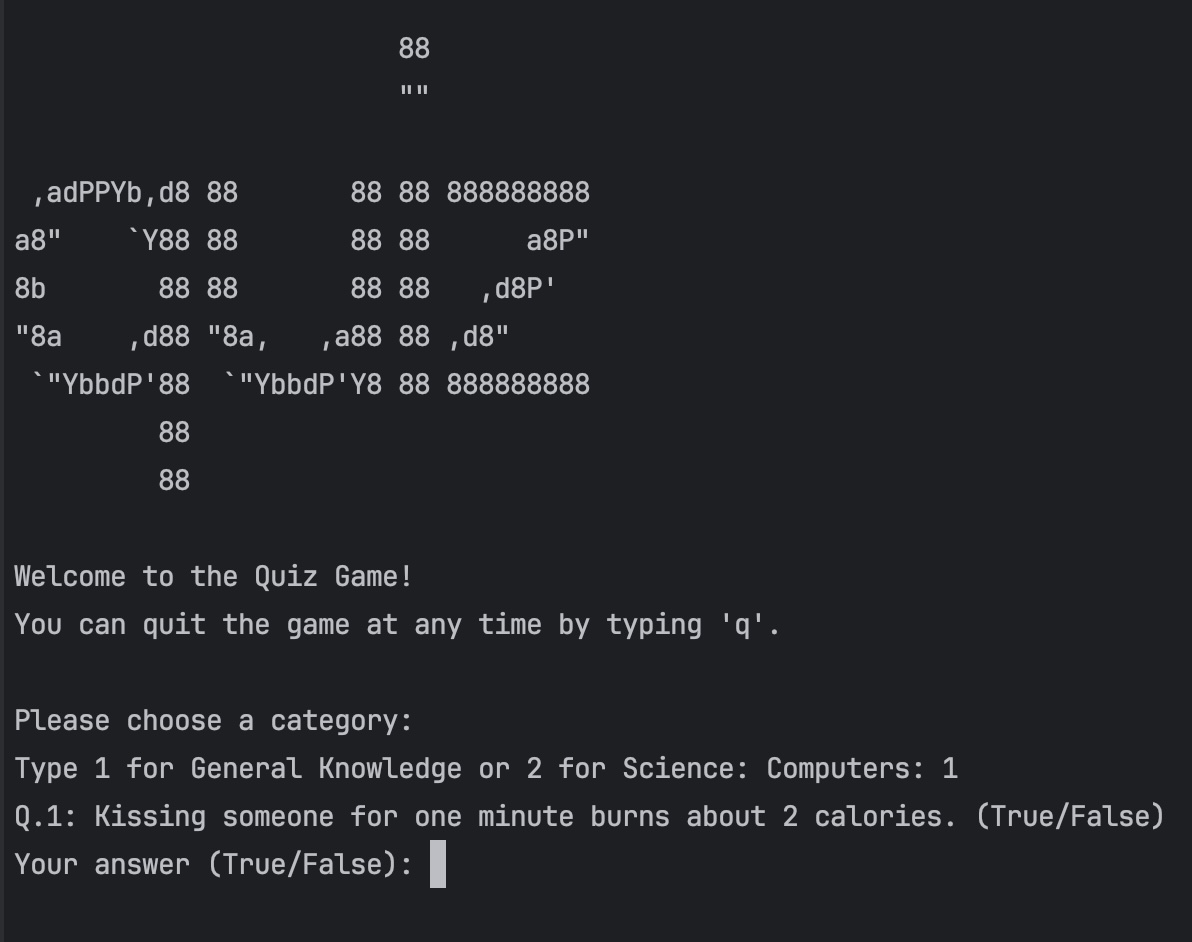 88
                                                ""

  ,adPPYb,d8 88       88 88 888888888
a8"    `Y88 88       88 88      a8P"
8b       88 88       88 88   ,d8P'
"8a    ,d88 "8a,   ,a88 88 ,d8"
 `"YbbdP'88  `"YbbdP'Y8 88 888888888
         88
         88

Welcome to the Quiz Game!
You can quit the game at any time by typing 'q'.

Please choose a category:
Type 1 for General Knowledge or 2 for Science: Computers: 1
Q.1: Kissing someone for one minute burns about 2 calories. (True/False)
Your answer (True/False):